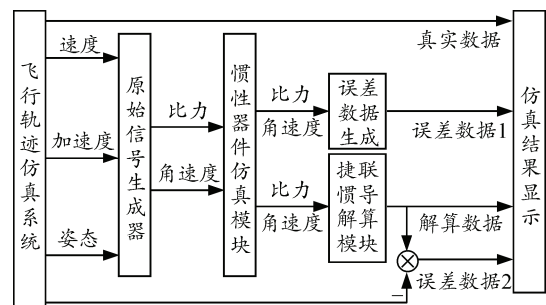 真实数据
飞行轨迹仿真系统
速度
加速度
姿态
原始信号生成器
比力
角速度
惯性器件仿真模块
比力
角速度
误差
数据
生成
误差数据1
比力
角速度
捷联
惯导
解算
模块
解算数据
误差数据2
仿真结果显示
−